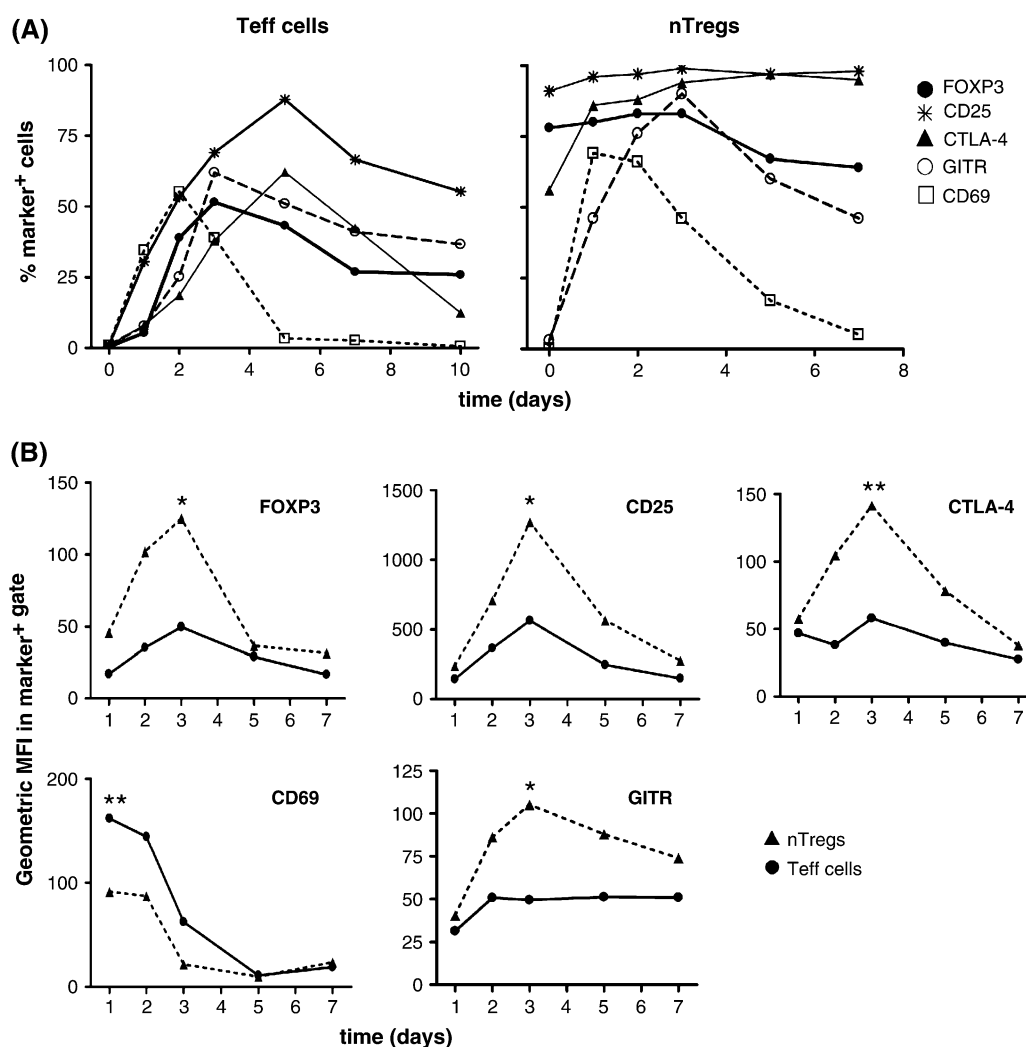 (A)
Teff cells
nTregs
% marker+ cells
100
75
50
25
0
0 2 4 6 8 10
0 2 4 6 8
FOXP3
CD25
CTLA-4
GITR
CD69
time (days)
(B)
Geometric MFI in marker+ gate
FOXP3
*
150
100
50
0
1 2 3 4 5 6 7
CD25
*
1500
1000
500
0
1 2 3 4 5 6 7
CTLA-4
**
150
100
50
0
1 2 3 4 5 6 7
CD69
**
200
100
0
1 2 3 4 5 6 7
GITR
*
125
100
75
50
25
0
1 2 3 4 5 6 7
nTregs
Teff cells
time (days)